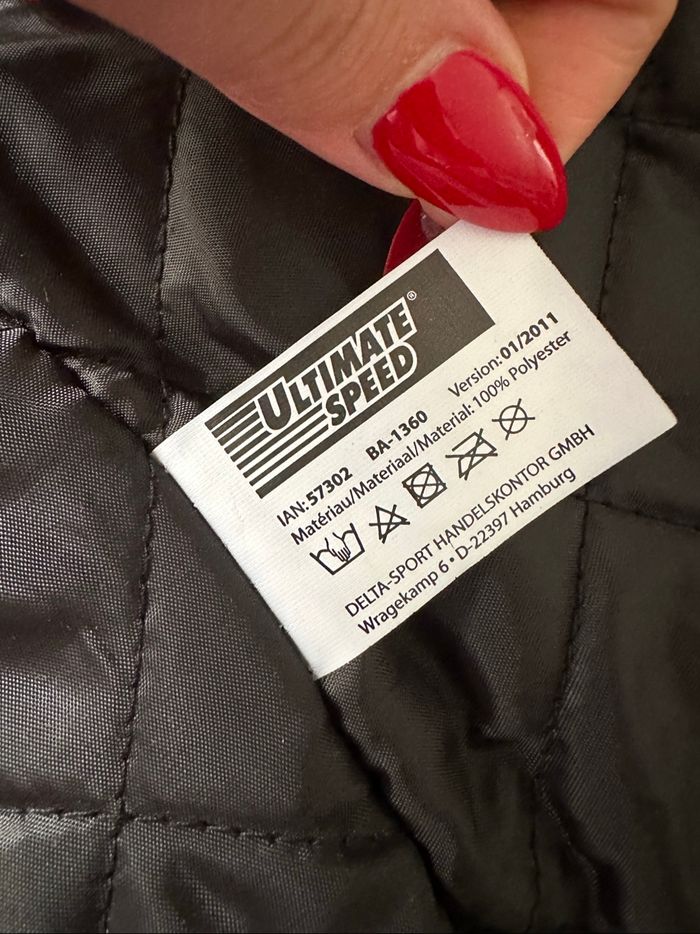 ULTIMATE®
SPEED
IAN: 57302 BA-1360 Version: 01/2011
Matériau/Materiaal/Material: 100% Polyester
DELTA-SPORT HANDELSKONTOR GMBH
Wragekamp 6 • D-22397 Hamburg